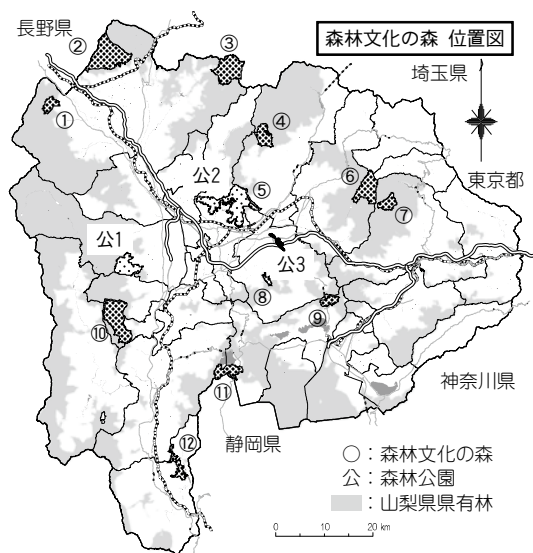 森林文化の森 位置図
長野県
埼玉県
東京都
神奈川県
静岡県
①
②
③
④
⑤
⑥
⑦
⑧
⑨
⑩
⑪
⑫
公1
公2
公3
○：森林文化の森
公：森林公園
：山梨県県有林
0 10 20 km